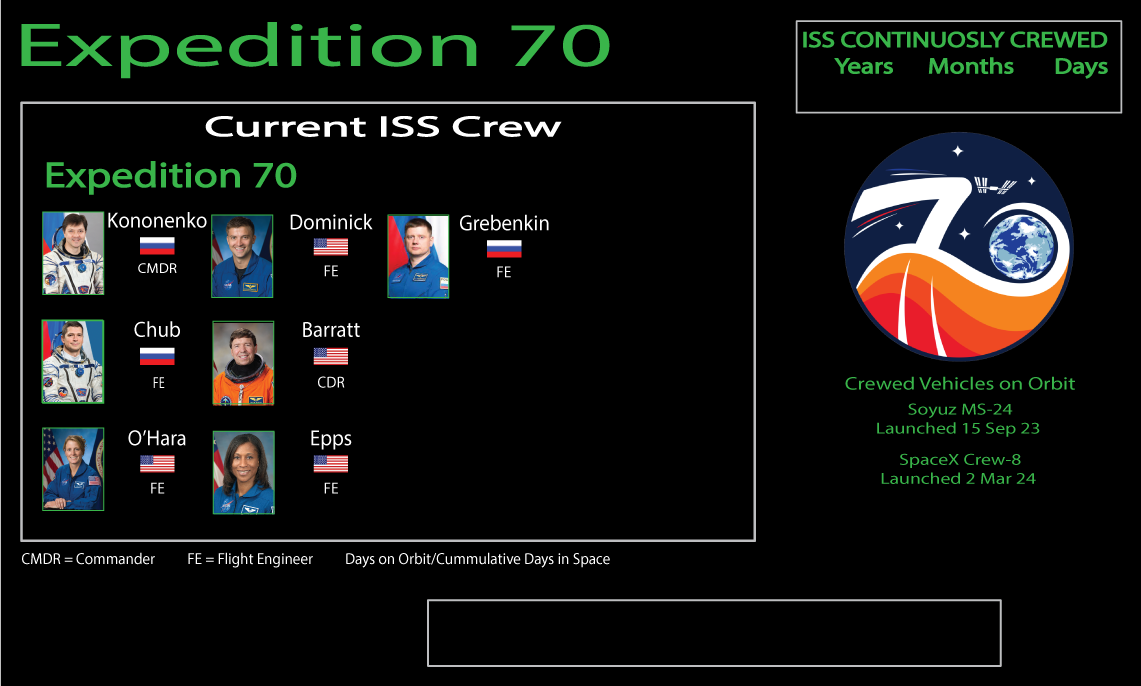 Expedition 70
ISS CONTINUOSLY CREWED
Years Months Days
Current ISS Crew
Expedition 70
Kononenko
CMDR
Dominick
FE
Grebenkin
FE
Chub
FE
Barratt
CDR
O’Hara
FE
Epps
FE
70
Crewed Vehicles on Orbit
Soyuz MS-24
Launched 15 Sep 23
SpaceX Crew-8
Launched 2 Mar 24
CMDR = Commander FE = Flight Engineer Days on Orbit/Cummulative Days in Space